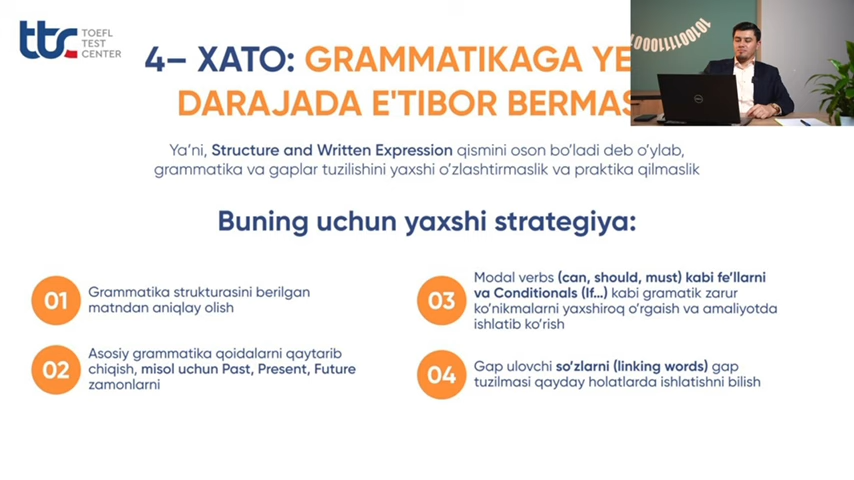 ttc TOEFL
TEST
CENTER
4– XATO: GRAMMATIKAGA
DARAJADA E'TIBOR
Ya'ni, Structure and Written Expression qismini oson bo'ladi deb o'ylab,
grammatika va gaplar tuzilishini yaxshi o'zlashtirmaslik va praktika qilmaslik
Buning uchun yaxshi strategiya:
01
Grammatika strukturasini berilgan
matndan aniqlay olish
02
Asosiy grammatika qoidalarni qaytarib
chiqish, misol uchun Past, Present, Future
zamonlarni
03
Modal verbs (can, should, must) kabi fe'llarni
va Conditionals (If...) kabi gramatik zarur
ko'nikmalarni yaxshiroq o'rgaish va amaliyotda
ishlatib ko'rish
04
Gap ulovchi so'zlarni (linking words) gap
tuzilmasi qayday holatlarda ishlatishni bilish